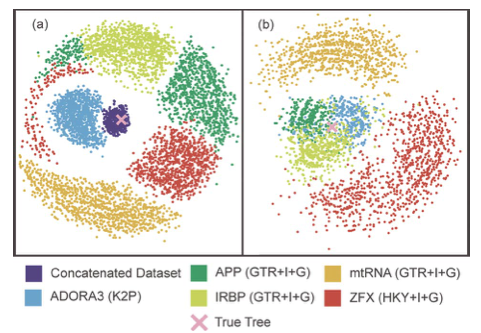 (a)
(b)
Concatenated Dataset
APP (GTR+I+G)
mtRNA (GTR+I+G)
ADORA3 (K2P)
IRBP (GTR+I+G)
ZFX (HKY+I+G)
True Tree